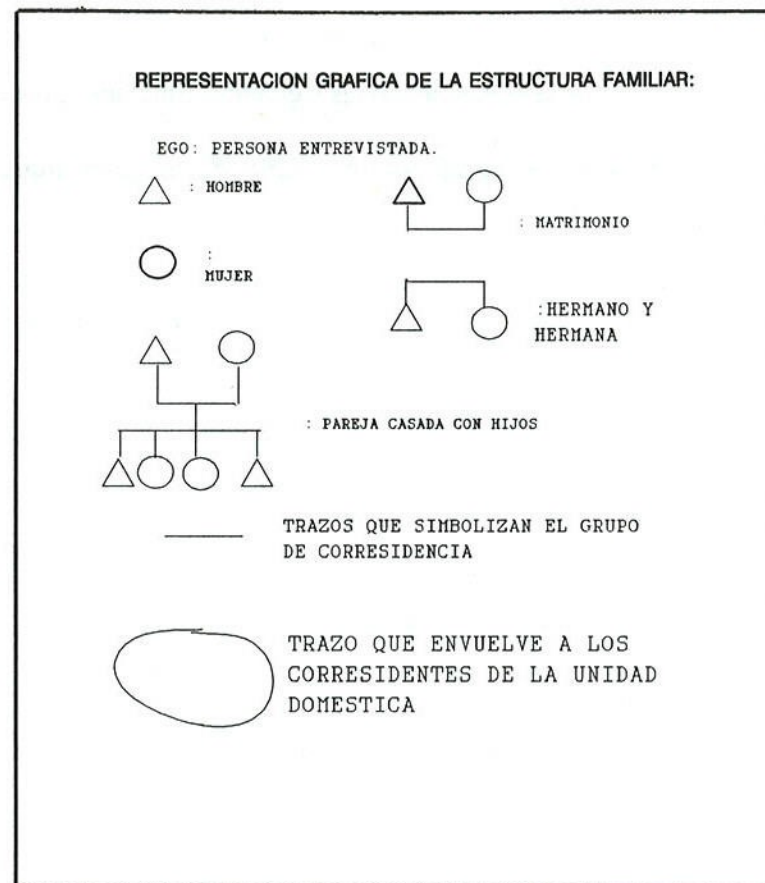 REPRESENTACION GRAFICA DE LA ESTRUCTURA FAMILIAR:
EGO: PERSONA ENTREVISTADA.
: HOMBRE
: MATRIMONIO
:
MUJER
:HERMANO Y
HERMANA
: PAREJA CASADA CON HIJOS
TRAZOS QUE SIMBOLIZAN EL GRUPO
DE CORRESIDENCIA
TRAZO QUE ENVUELVE A LOS
CORRESIDENTES DE LA UNIDAD
DOMESTICA